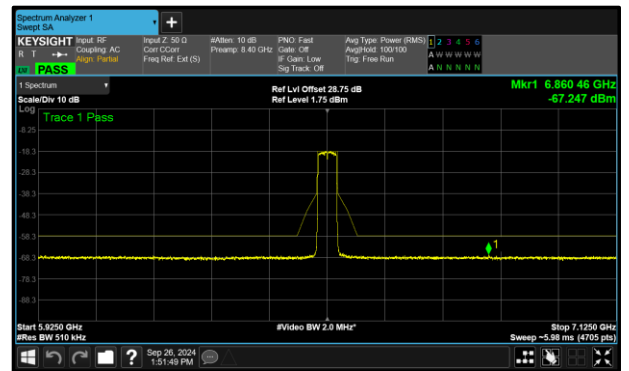 Spectrum Analyzer 1
Swept SA
+
KEYSIGHT Input: RF Input Z: 50 Ω #Atten: 10 dB PNO: Fast Avg Type: Power (RMS) 1 2 3 4 5 6
R T Coupling: AC Corr CCorr Preamp: 8.40 GHz Gate: Off Avg|Hold: 100/100 A W W W W W
Align: Partial Freq Ref: Ext (S) IF Gain: Low Trig: Free Run
LXI PASS Sig Track: Off A N N N N N
1 Spectrum Ref Lvl Offset 28.75 dB Mkr1 6.860 46 GHz
Scale/Div 10 dB Ref Level 1.75 dBm -67.247 dBm
Log
Trace 1 Pass
-8.25
-18.3
-28.3
-38.3
-48.3
-58.3
1
-68.3
-78.3
-88.3
Start 5.9250 GHz #Video BW 2.0 MHz* Stop 7.1250 GHz
#Res BW 510 kHz Sweep ~5.98 ms (4705 pts)
? Sep 26, 2024
1:51:49 PM